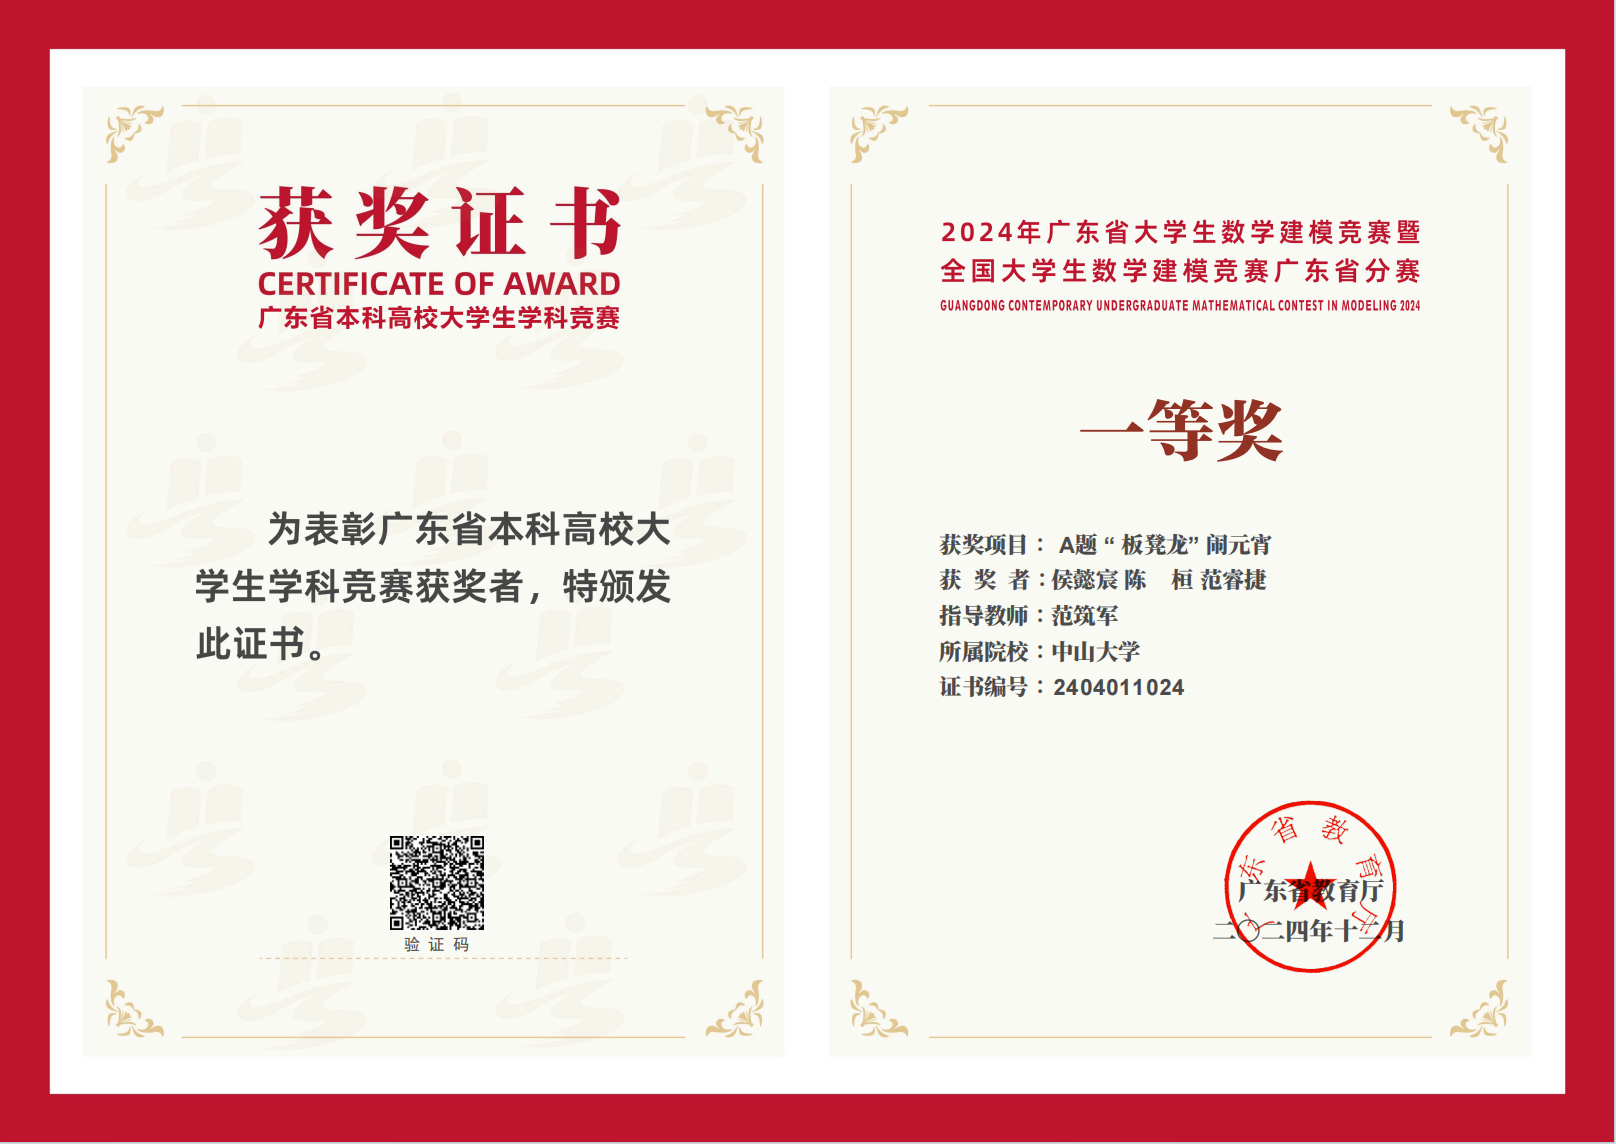 获奖证书
CERTIFICATE OF AWARD
广东省本科高校大学生学科竞赛
为表彰广东省本科高校大
学生学科竞赛获奖者，特颁发
此证书。
验证码
2024年广东省大学生数学建模竞赛暨
全国大学生数学建模竞赛广东省分赛
GUANGDONG CONTEMPORARY UNDERGRADUATE MATHEMATICAL CONTEST IN MODELING 2024
一等奖
获奖项目： A题 “ 板凳龙” 闹元宵
获 奖 者：侯懿宸 陈 桓 范睿捷
指导教师：范筑军
所属院校：中山大学
证书编号：2404011024
广东省教育厅
广东省教育厅
二〇二四年十二月